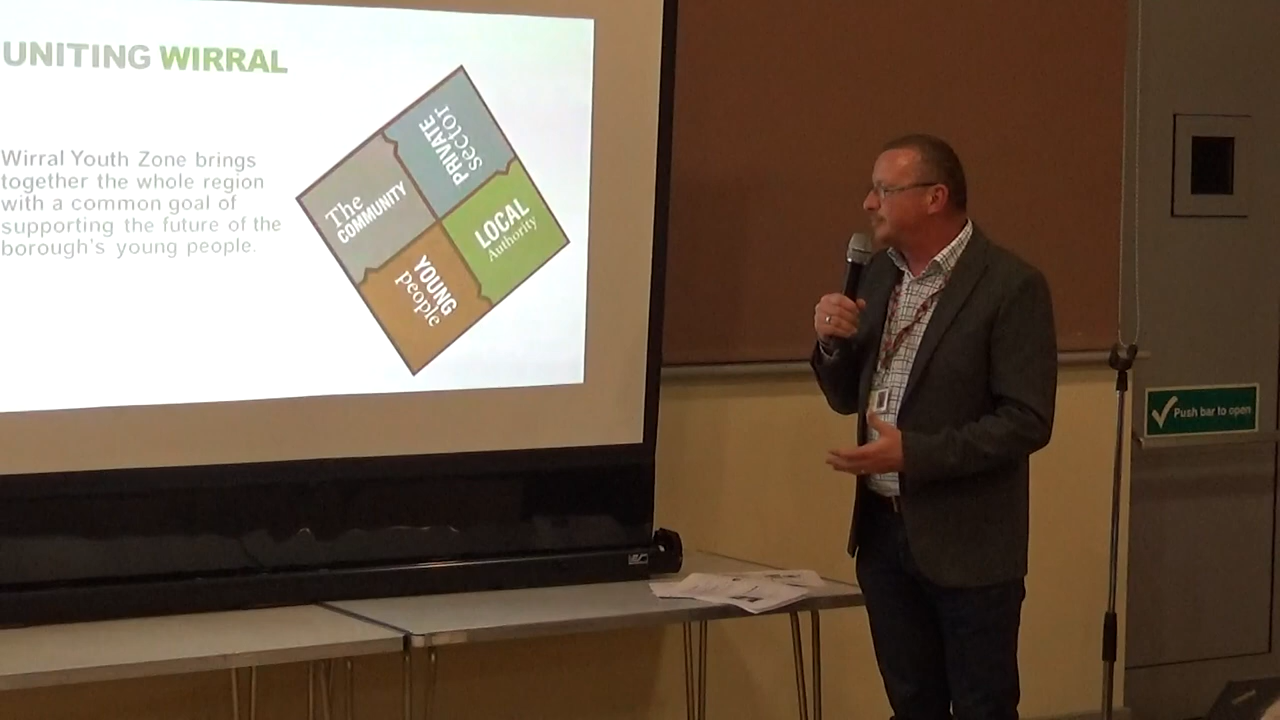 UNITING WIRRAL
Wirral Youth Zone brings
together the whole region
with a common goal of
supporting the future of the
borough's young people.
PRIVATE
sector
The
COMMUNITY
LOCAL
Authority
YOUNG
people
Push bar to open